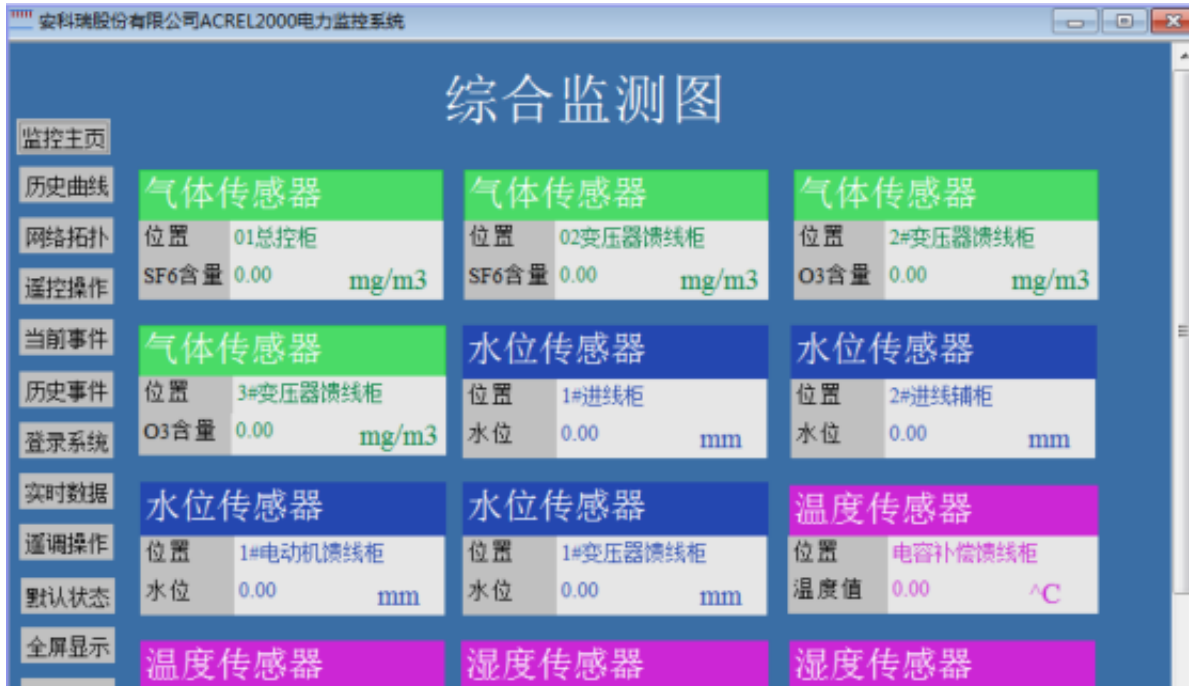 安科瑞股份有限公司ACREL2000电力监控系统
综合监测图
监控主页
历史曲线
网络拓扑
遥控操作
当前事件
历史事件
登录系统
实时数据
遥调操作
默认状态
全屏显示
气体传感器
位置 01总控柜
SF6含量 0.00 mg/m3
气体传感器
位置 02变压器馈线柜
SF6含量 0.00 mg/m3
气体传感器
位置 2#变压器馈线柜
O3含量 0.00 mg/m3
气体传感器
位置 3#变压器馈线柜
O3含量 0.00 mg/m3
水位传感器
位置 1#进线柜
水位 0.00 mm
水位传感器
位置 2#进线辅柜
水位 0.00 mm
水位传感器
位置 1#电动机馈线柜
水位 0.00 mm
水位传感器
位置 1#变压器馈线柜
水位 0.00 mm
温度传感器
位置 电容补偿馈线柜
温度值 0.00 ^C
温度传感器
湿度传感器
湿度传感器